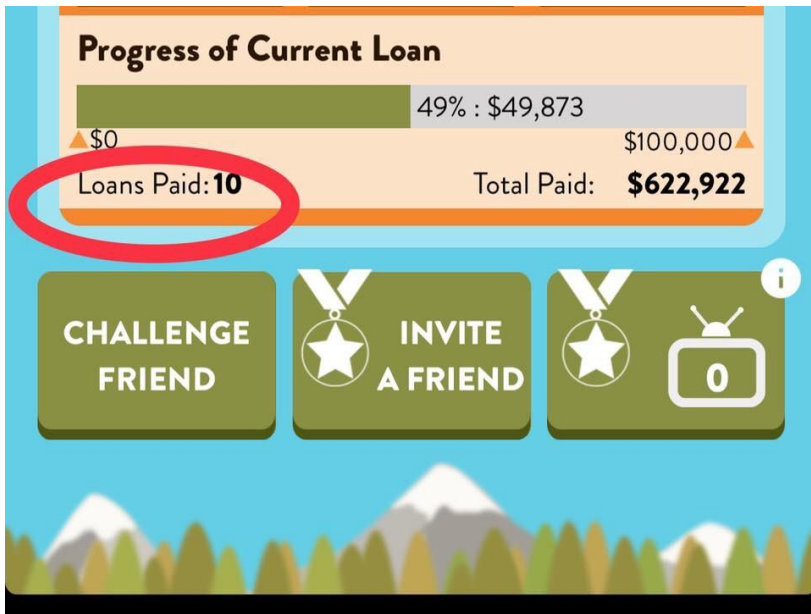 Progress of Current Loan
49% : $49,873
$0
$100,000
Loans Paid: 10
Total Paid: $622,922
CHALLENGE
FRIEND
INVITE
A FRIEND
i
0